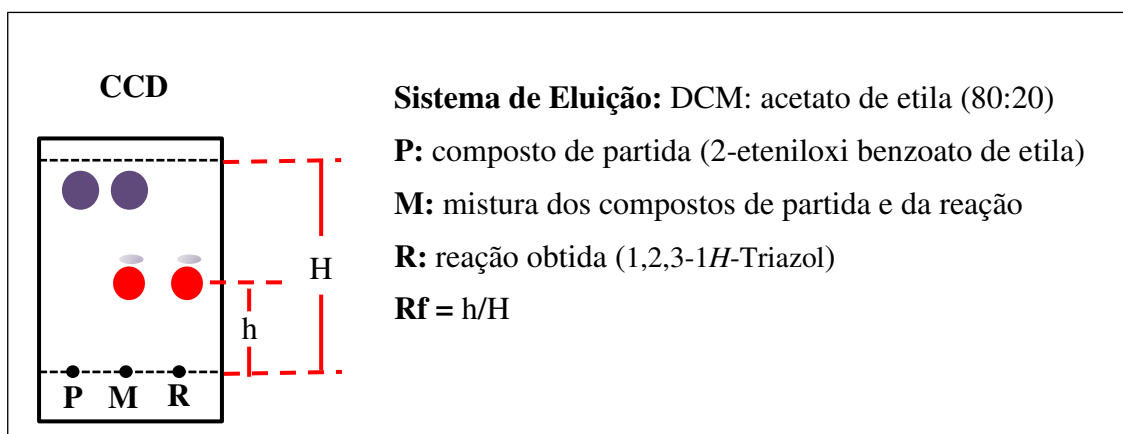 CCD
Sistema de Eluição: DCM: acetato de etila (80:20)
P: composto de partida (2-eteniloxi benzoato de etila)
M: mistura dos compostos de partida e da reação
R: reação obtida (1,2,3-1H-Triazol)
Rf = h/H
H
h
P M R